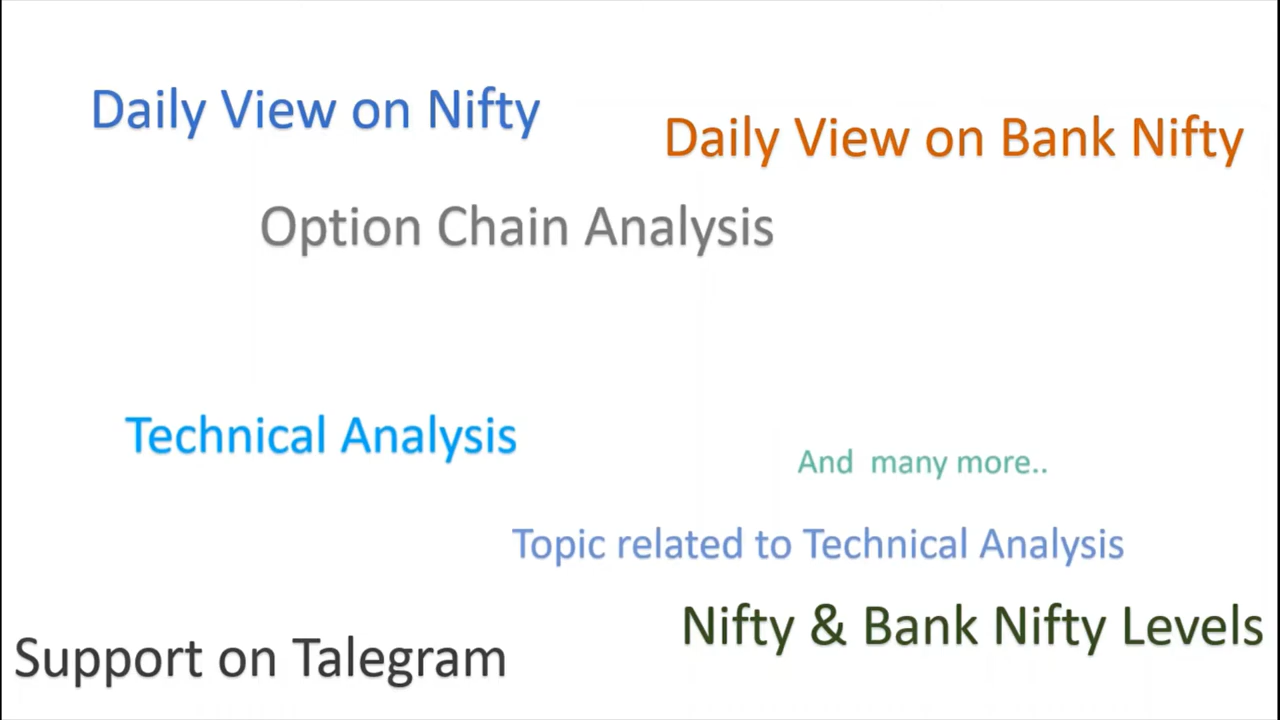 Daily View on Nifty
Daily View on Bank Nifty
Option Chain Analysis
Technical Analysis
And many more..
Topic related to Technical Analysis
Nifty & Bank Nifty Levels
Support on Talegram